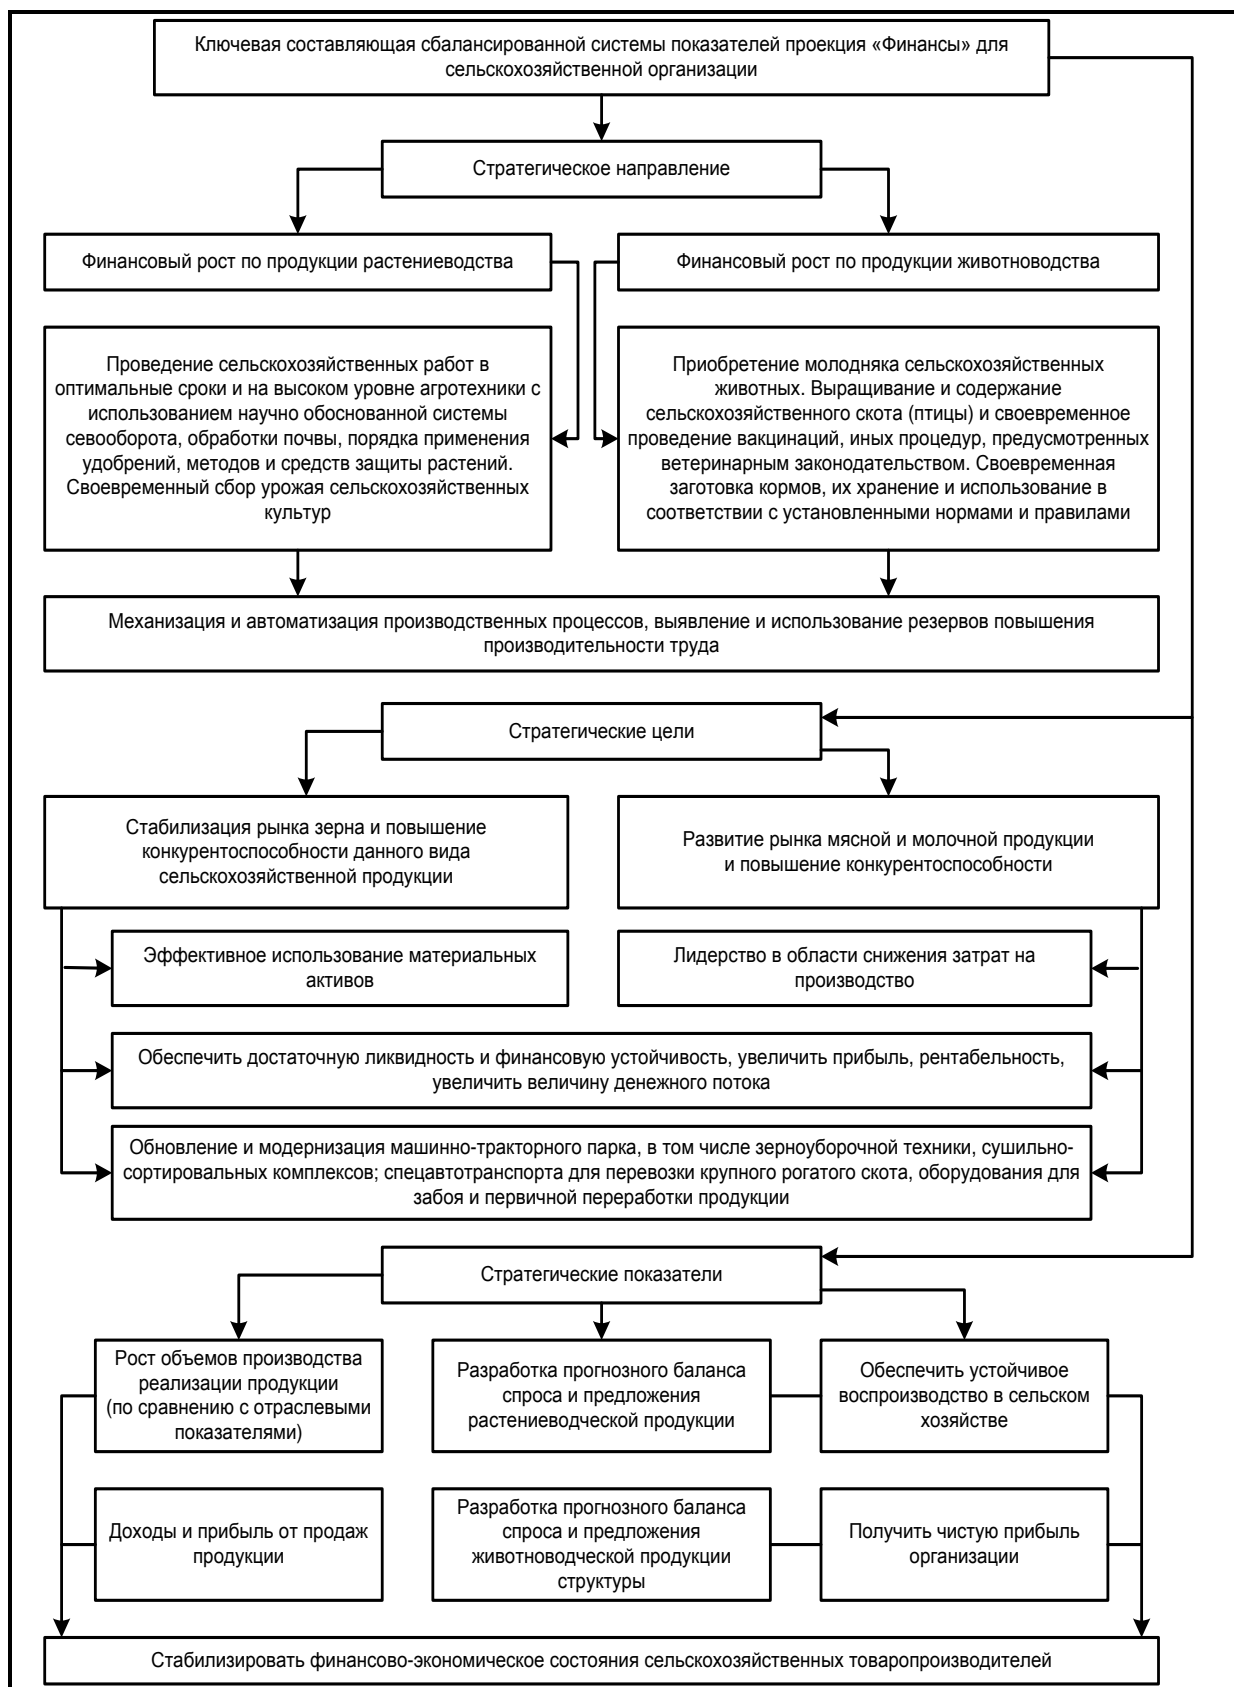 Ключевая составляющая сбалансированной системы показателей проекция «Финансы» для
сельскохозяйственной организации
Стратегическое направление
Финансовый рост по продукции растениеводства
Финансовый рост по продукции животноводства
Проведение сельскохозяйственных работ в
оптимальные сроки и на высоком уровне агротехники с
использованием научно обоснованной системы
севооборота, обработки почвы, порядка применения
удобрений, методов и средств защиты растений.
Своевременный сбор урожая сельскохозяйственных
культур
Приобретение молодняка сельскохозяйственных
животных. Выращивание и содержание
сельскохозяйственного скота (птицы) и своевременное
проведение вакцинаций, иных процедур, предусмотренных
ветеринарным законодательством. Своевременная
заготовка кормов, их хранение и использование в
соответствии с установленными нормами и правилами
Механизация и автоматизация производственных процессов, выявление и использование резервов повышения
производительности труда
Стратегические цели
Стабилизация рынка зерна и повышение
конкурентоспособности данного вида
сельскохозяйственной продукции
Развитие рынка мясной и молочной продукции
и повышение конкурентоспособности
Эффективное использование материальных
активов
Лидерство в области снижения затрат на
производство
Обеспечить достаточную ликвидность и финансовую устойчивость, увеличить прибыль, рентабельность,
увеличить величину денежного потока
Обновление и модернизация машинно-тракторного парка, в том числе зерноуборочной техники, сушильно-
сортировальных комплексов; спецавтотранспорта для перевозки крупного рогатого скота, оборудования для
забоя и первичной переработки продукции
Стратегические показатели
Рост объемов производства
реализации продукции
(по сравнению с отраслевыми
показателями)
Разработка прогнозного баланса
спроса и предложения
растениеводческой продукции
Обеспечить устойчивое
воспроизводство в сельском
хозяйстве
Доходы и прибыль от продаж
продукции
Разработка прогнозного баланса
спроса и предложения
животноводческой продукции
структуры
Получить чистую прибыль
организации
Стабилизировать финансово-экономическое состояния сельскохозяйственных товаропроизводителей